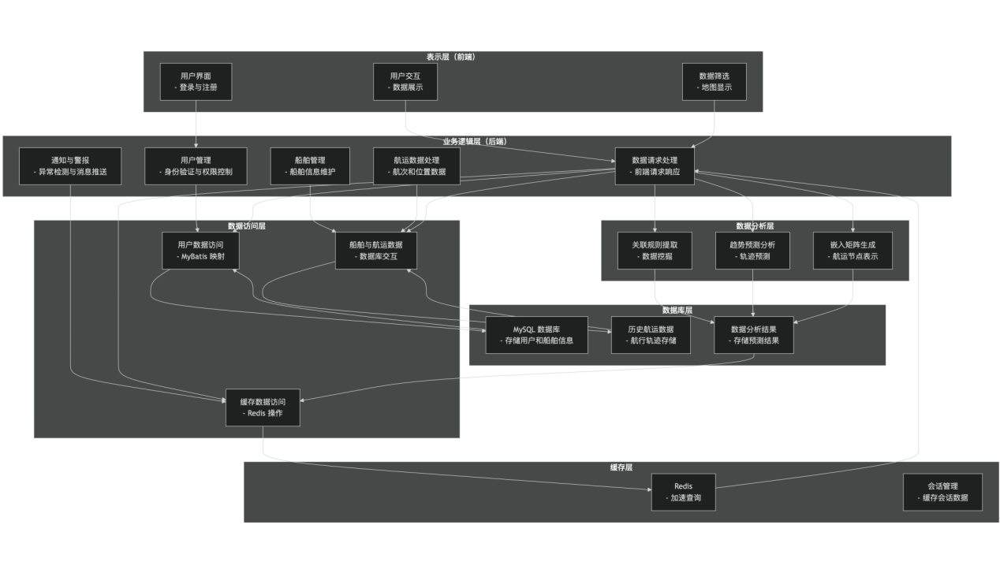 表示层（前端）
用户界面
- 登录与注册
用户交互
- 数据展示
数据筛选
- 地图显示
业务逻辑层（后端）
通知与警报
- 异常检测与消息推送
用户管理
- 身份验证与权限控制
船舶管理
- 船舶信息维护
航运数据处理
- 航次和位置数据
数据请求处理
- 前端请求响应
数据访问层
用户数据访问
- MyBatis 映射
船舶与航运数据
- 数据库交互
数据分析层
关联规则提取
- 数据挖掘
趋势预测分析
- 轨迹预测
嵌入矩阵生成
- 航运节点表示
数据库层
MySQL 数据库
- 存储用户和船舶信息
历史航运数据
- 航行轨迹存储
数据分析结果
- 存储预测结果
缓存数据访问
- Redis 操作
缓存层
Redis
- 加速查询
会话管理
- 缓存会话数据